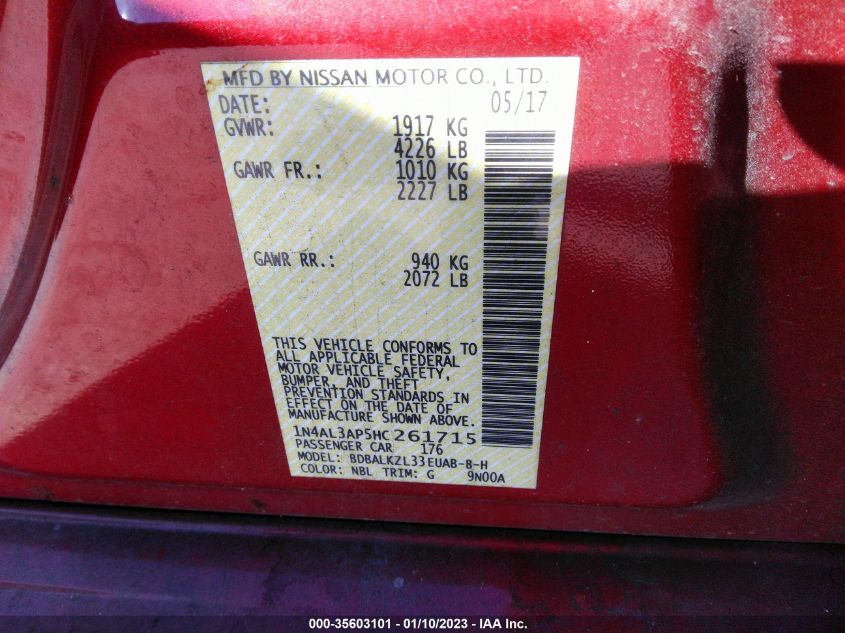 MFD BY NISSAN MOTOR CO., LTD.
DATE: 05/17
GVWR: 1917 KG
4226 LB
GAWR FR.: 1010 KG
2227 LB
GAWR RR.: 940 KG
2072 LB
THIS VEHICLE CONFORMS TO
ALL APPLICABLE FEDERAL
MOTOR VEHICLE SAFETY,
BUMPER, AND THEFT
PREVENTION STANDARDS IN
EFFECT ON THE DATE OF
MANUFACTURE SHOWN ABOVE.
1N4AL3AP5HC261715
PASSENGER CAR 176
MODEL: BDBALKZL33EUAB-B-H
COLOR: NBL TRIM: G 9N00A
000-35603101 - 01/10/2023 - IAA Inc.